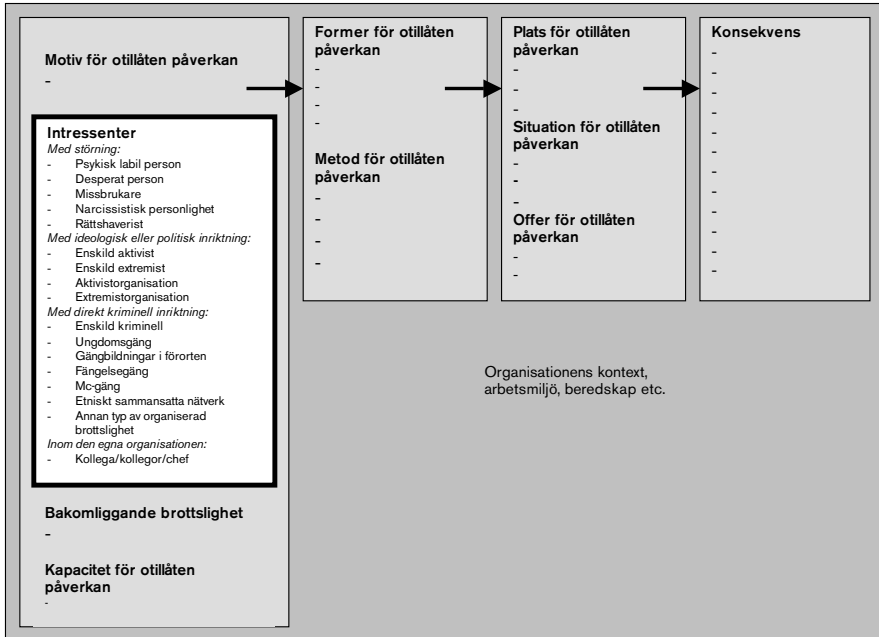 Motiv för otillåten påverkan
-
Intressenter
Med störning:
- Psykisk labil person
- Desperat person
- Missbrukare
- Narcissistisk personlighet
- Rättshaverist
Med ideologisk eller politisk inriktning:
- Enskild aktivist
- Enskild extremist
- Aktivistorganisation
- Extremistorganisation
Med direkt kriminell inriktning:
- Enskild kriminell
- Ungdomsgäng
- Gängbildningar i förorten
- Fängelsegäng
- Mc-gäng
- Etniskt sammansatta nätverk
- Annan typ av organiserad
brottslighet
Inom den egna organisationen:
- Kollega/kollegor/chef
Bakomliggande brottslighet
-
Kapacitet för otillåten
påverkan
-
Former för otillåten
påverkan
-
-
-
-
Metod för otillåten
påverkan
-
-
-
-
Plats för otillåten
påverkan
-
-
-
Situation för otillåten
påverkan
-
-
-
Offer för otillåten
påverkan
-
-
Konsekvens
-
-
-
-
-
-
-
-
-
-
-
-
Organisationens kontext,
arbetsmiljö, beredskap etc.